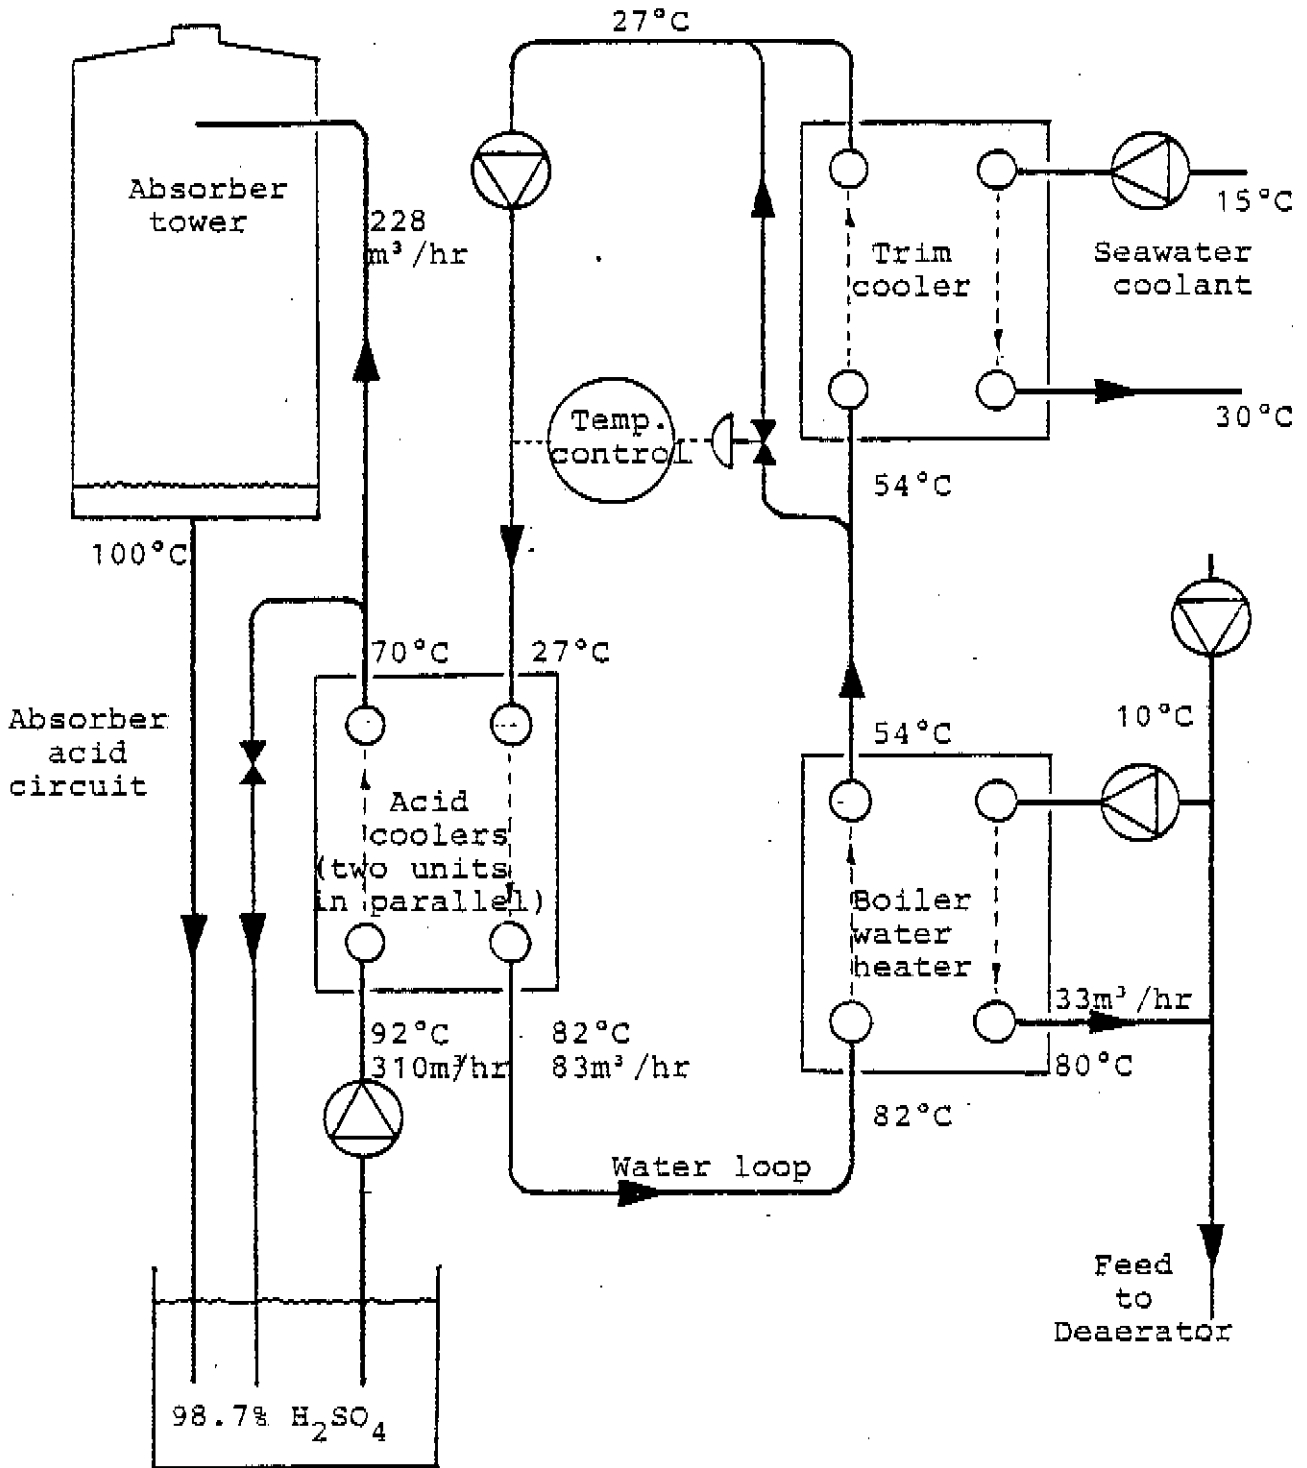 27°C
Absorber
tower
228
m³/hr
15°C
Trim
cooler
Seawater
coolant
30°C
Temp.
control
54°C
100°C
70°C
27°C
Absorber
acid
circuit
Acid
coolers
(two units
in parallel)
54°C
10°C
Boiler
water
heater
33m³/hr
80°C
92°C
310m³/hr
82°C
83m³/hr
82°C
Water loop
Feed
to
Deaerator
98.7% H₂SO₄